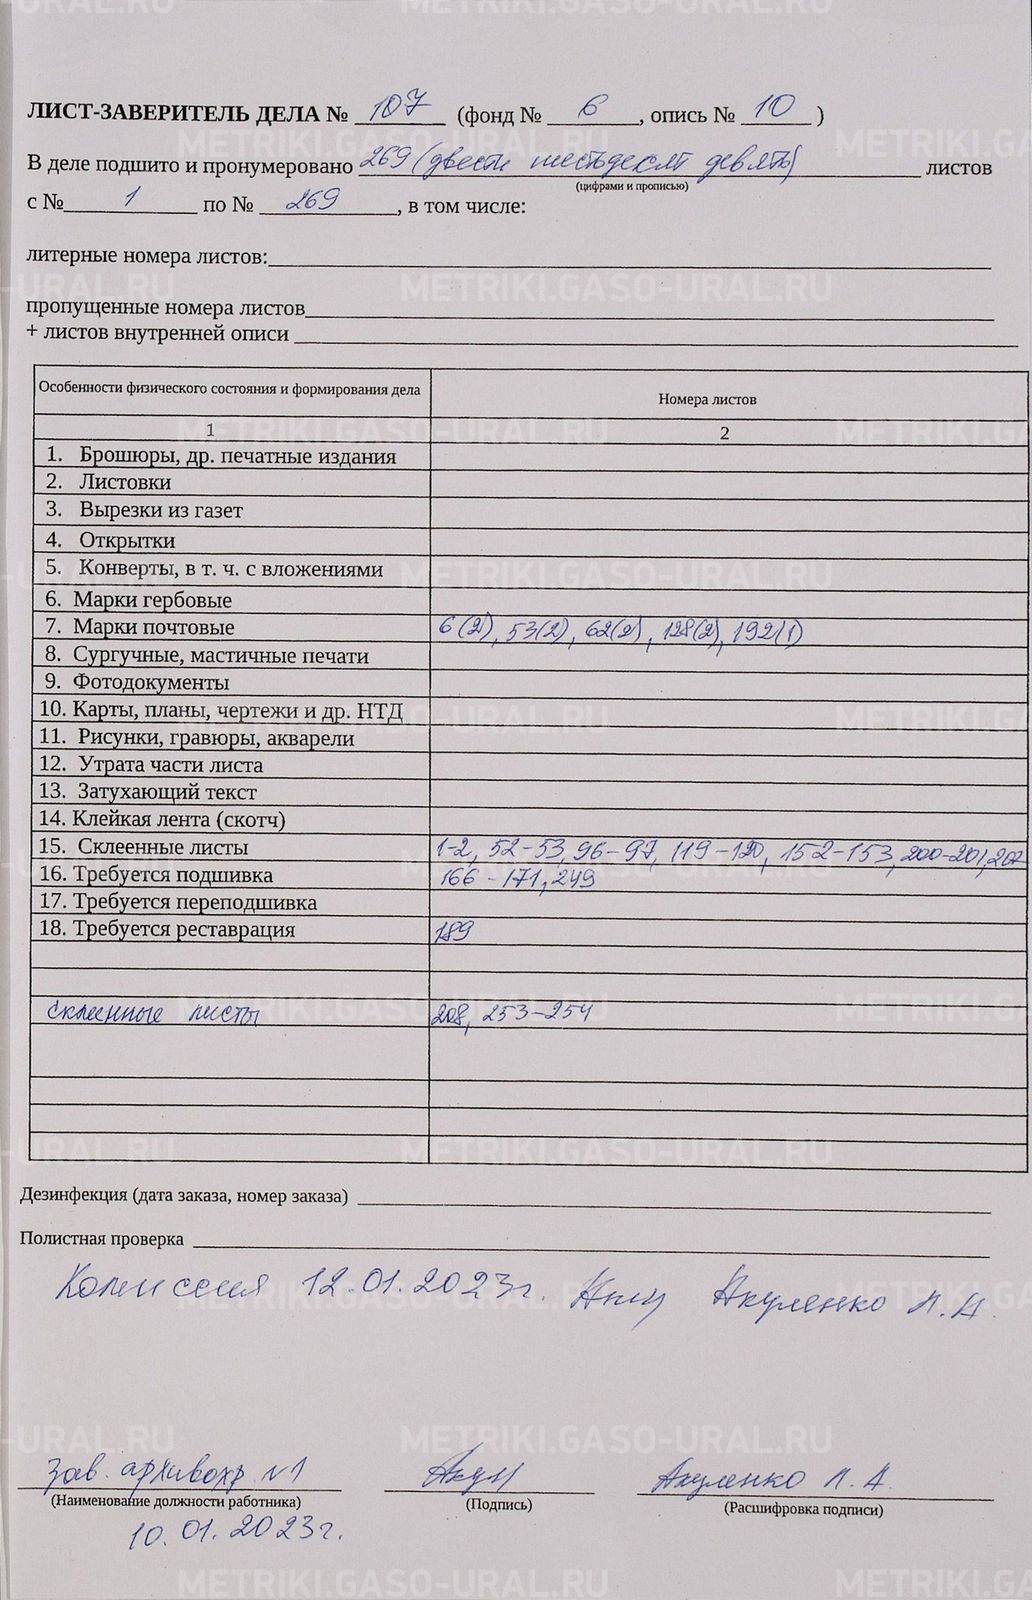 ЛИСТ-ЗАВЕРИТЕЛЬ ДЕЛА № 107 (фонд № 6, опись № 10)
В деле подшито и пронумеровано 269 (двести шестьдесят девять) листов
(цифрами и прописью)
с № 1 по № 269, в том числе:
литерные номера листов:
пропущенные номера листов
+ листов внутренней описи
Особенности физического состояния и формирования дела Номера листов
1 2
1. Брошюры, др. печатные издания
2. Листовки
3. Вырезки из газет
4. Открытки
5. Конверты, в т. ч. с вложениями
6. Марки гербовые
7. Марки почтовые 6(2), 53(2), 62(2), 128(2), 192(1)
8. Сургучные, мастичные печати
9. Фотодокументы
10. Карты, планы, чертежи и др. НТД
11. Рисунки, гравюры, акварели
12. Утрата части листа
13. Затухающий текст
14. Клейкая лента (скотч)
15. Склеенные листы 1-2, 52-53, 96-97, 119-120, 152-153, 200-201, 202-
16. Требуется подшивка 166-171, 249
17. Требуется переподшивка
18. Требуется реставрация 189
склеенные листы 208, 253-254
Дезинфекция (дата заказа, номер заказа)
Полистная проверка
12.01.2023г. Акуленко
Зав. архивохр. №1 Акуленко
(Наименование должности работника) (Подпись) (Расшифровка подписи)
10.01.2023г.
METRIKI.GASO-URAL.RU